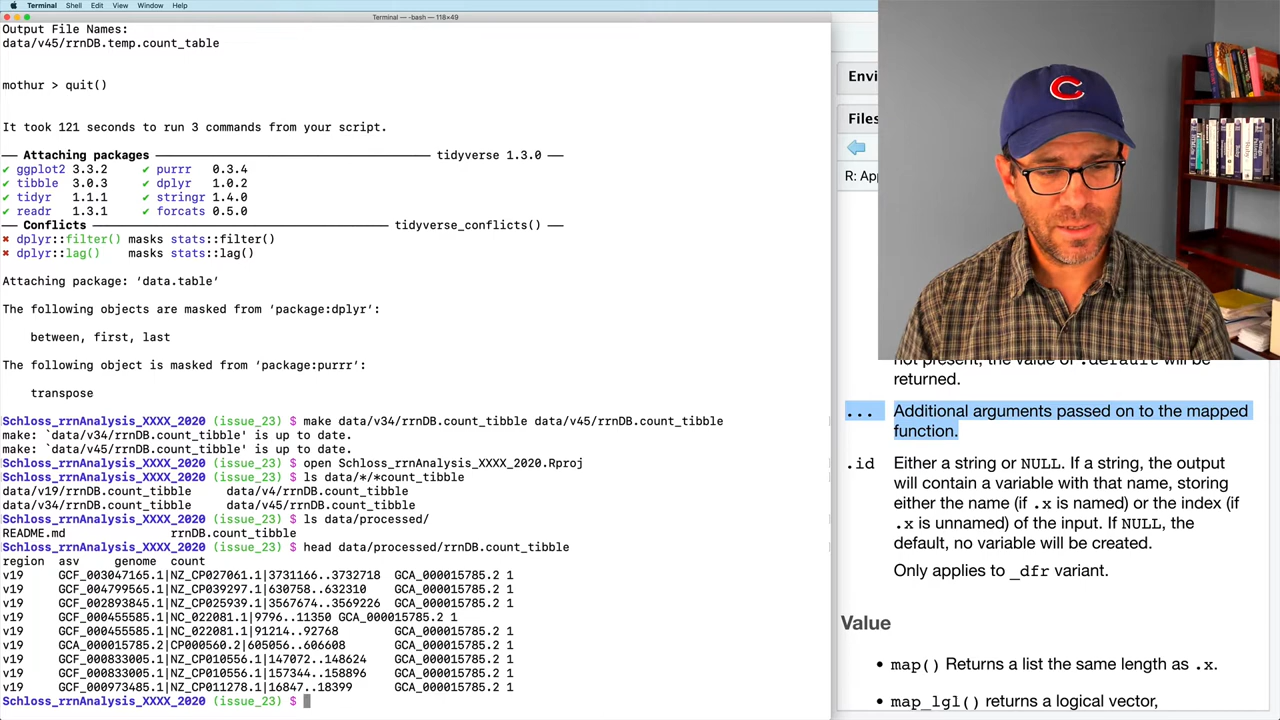 Terminal Shell Edit View Window Help
Terminal — -bash — 118×49
Output File Names:
data/v45/rrnDB.temp.count_table
mothur > quit()
It took 121 seconds to run 3 commands from your script.
── Attaching packages ──────────────────────── tidyverse 1.3.0 ──
✔ ggplot2 3.3.2 ✔ purrr 0.3.4
✔ tibble 3.0.3 ✔ dplyr 1.0.2
✔ tidyr 1.1.1 ✔ stringr 1.4.0
✔ readr 1.3.1 ✔ forcats 0.5.0
── Conflicts ──────────────────────── tidyverse_conflicts() ──
✖ dplyr::filter() masks stats::filter()
✖ dplyr::lag() masks stats::lag()
Attaching package: ‘data.table’
The following objects are masked from ‘package:dplyr’:
between, first, last
The following object is masked from ‘package:purrr’:
transpose
Schloss_rrnAnalysis_XXXX_2020 (issue_23) $ make data/v34/rrnDB.count_tibble data/v45/rrnDB.count_tibble
make: `data/v34/rrnDB.count_tibble' is up to date.
make: `data/v45/rrnDB.count_tibble' is up to date.
Schloss_rrnAnalysis_XXXX_2020 (issue_23) $ open Schloss_rrnAnalysis_XXXX_2020.Rproj
Schloss_rrnAnalysis_XXXX_2020 (issue_23) $ ls data/*/*count_tibble
data/v19/rrnDB.count_tibble data/v4/rrnDB.count_tibble
data/v34/rrnDB.count_tibble data/v45/rrnDB.count_tibble
Schloss_rrnAnalysis_XXXX_2020 (issue_23) $ ls data/processed/
README.md rrnDB.count_tibble
Schloss_rrnAnalysis_XXXX_2020 (issue_23) $ head data/processed/rrnDB.count_tibble
region asv genome count
v19 GCF_003047165.1|NZ_CP027061.1|3731166..3732718 GCA_000015785.2 1
v19 GCF_004799565.1|NZ_CP039297.1|630758..632310 GCA_000015785.2 1
v19 GCF_002893845.1|NZ_CP025939.1|3567674..3569226 GCA_000015785.2 1
v19 GCF_000455585.1|NC_022081.1|9796..11350 GCA_000015785.2 1
v19 GCF_000455585.1|NC_022081.1|91214..92768 GCA_000015785.2 1
v19 GCA_000015785.2|CP000560.2|605056..606608 GCA_000015785.2 1
v19 GCF_000833005.1|NZ_CP010556.1|147072..148624 GCA_000015785.2 1
v19 GCF_000833005.1|NZ_CP010556.1|157344..158896 GCA_000015785.2 1
v19 GCF_000973485.1|NZ_CP011278.1|16847..18399 GCA_000015785.2 1
Schloss_rrnAnalysis_XXXX_2020 (issue_23) $
Envi
Files
R: App
C
not present, the value of .default will be
returned.
... Additional arguments passed on to the mapped
function.
.id Either a string or NULL. If a string, the output
will contain a variable with that name, storing
either the name (if .x is named) or the index (if
.x is unnamed) of the input. If NULL, the
default, no variable will be created.
Only applies to _dfr variant.
Value
• map() Returns a list the same length as .x.
• map_lgl() returns a logical vector,